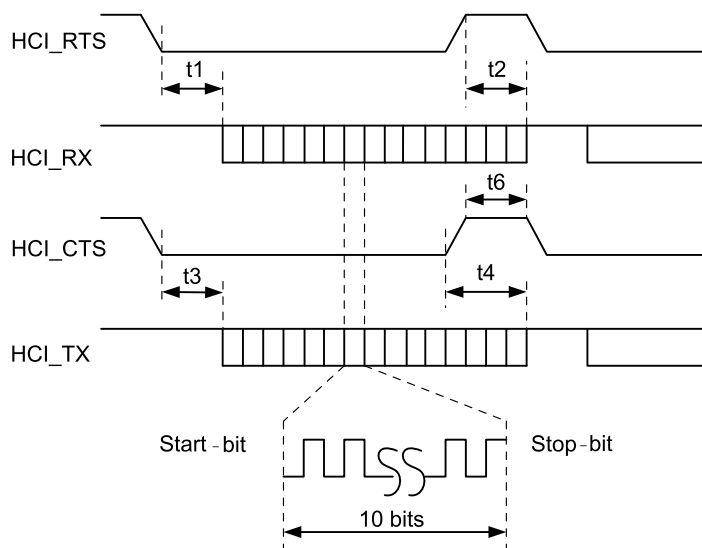 HCI_RTS
t1
t2
HCI_RX
t6
HCI_CTS
t3
t4
HCI_TX
Start-bit
Stop-bit
10 bits